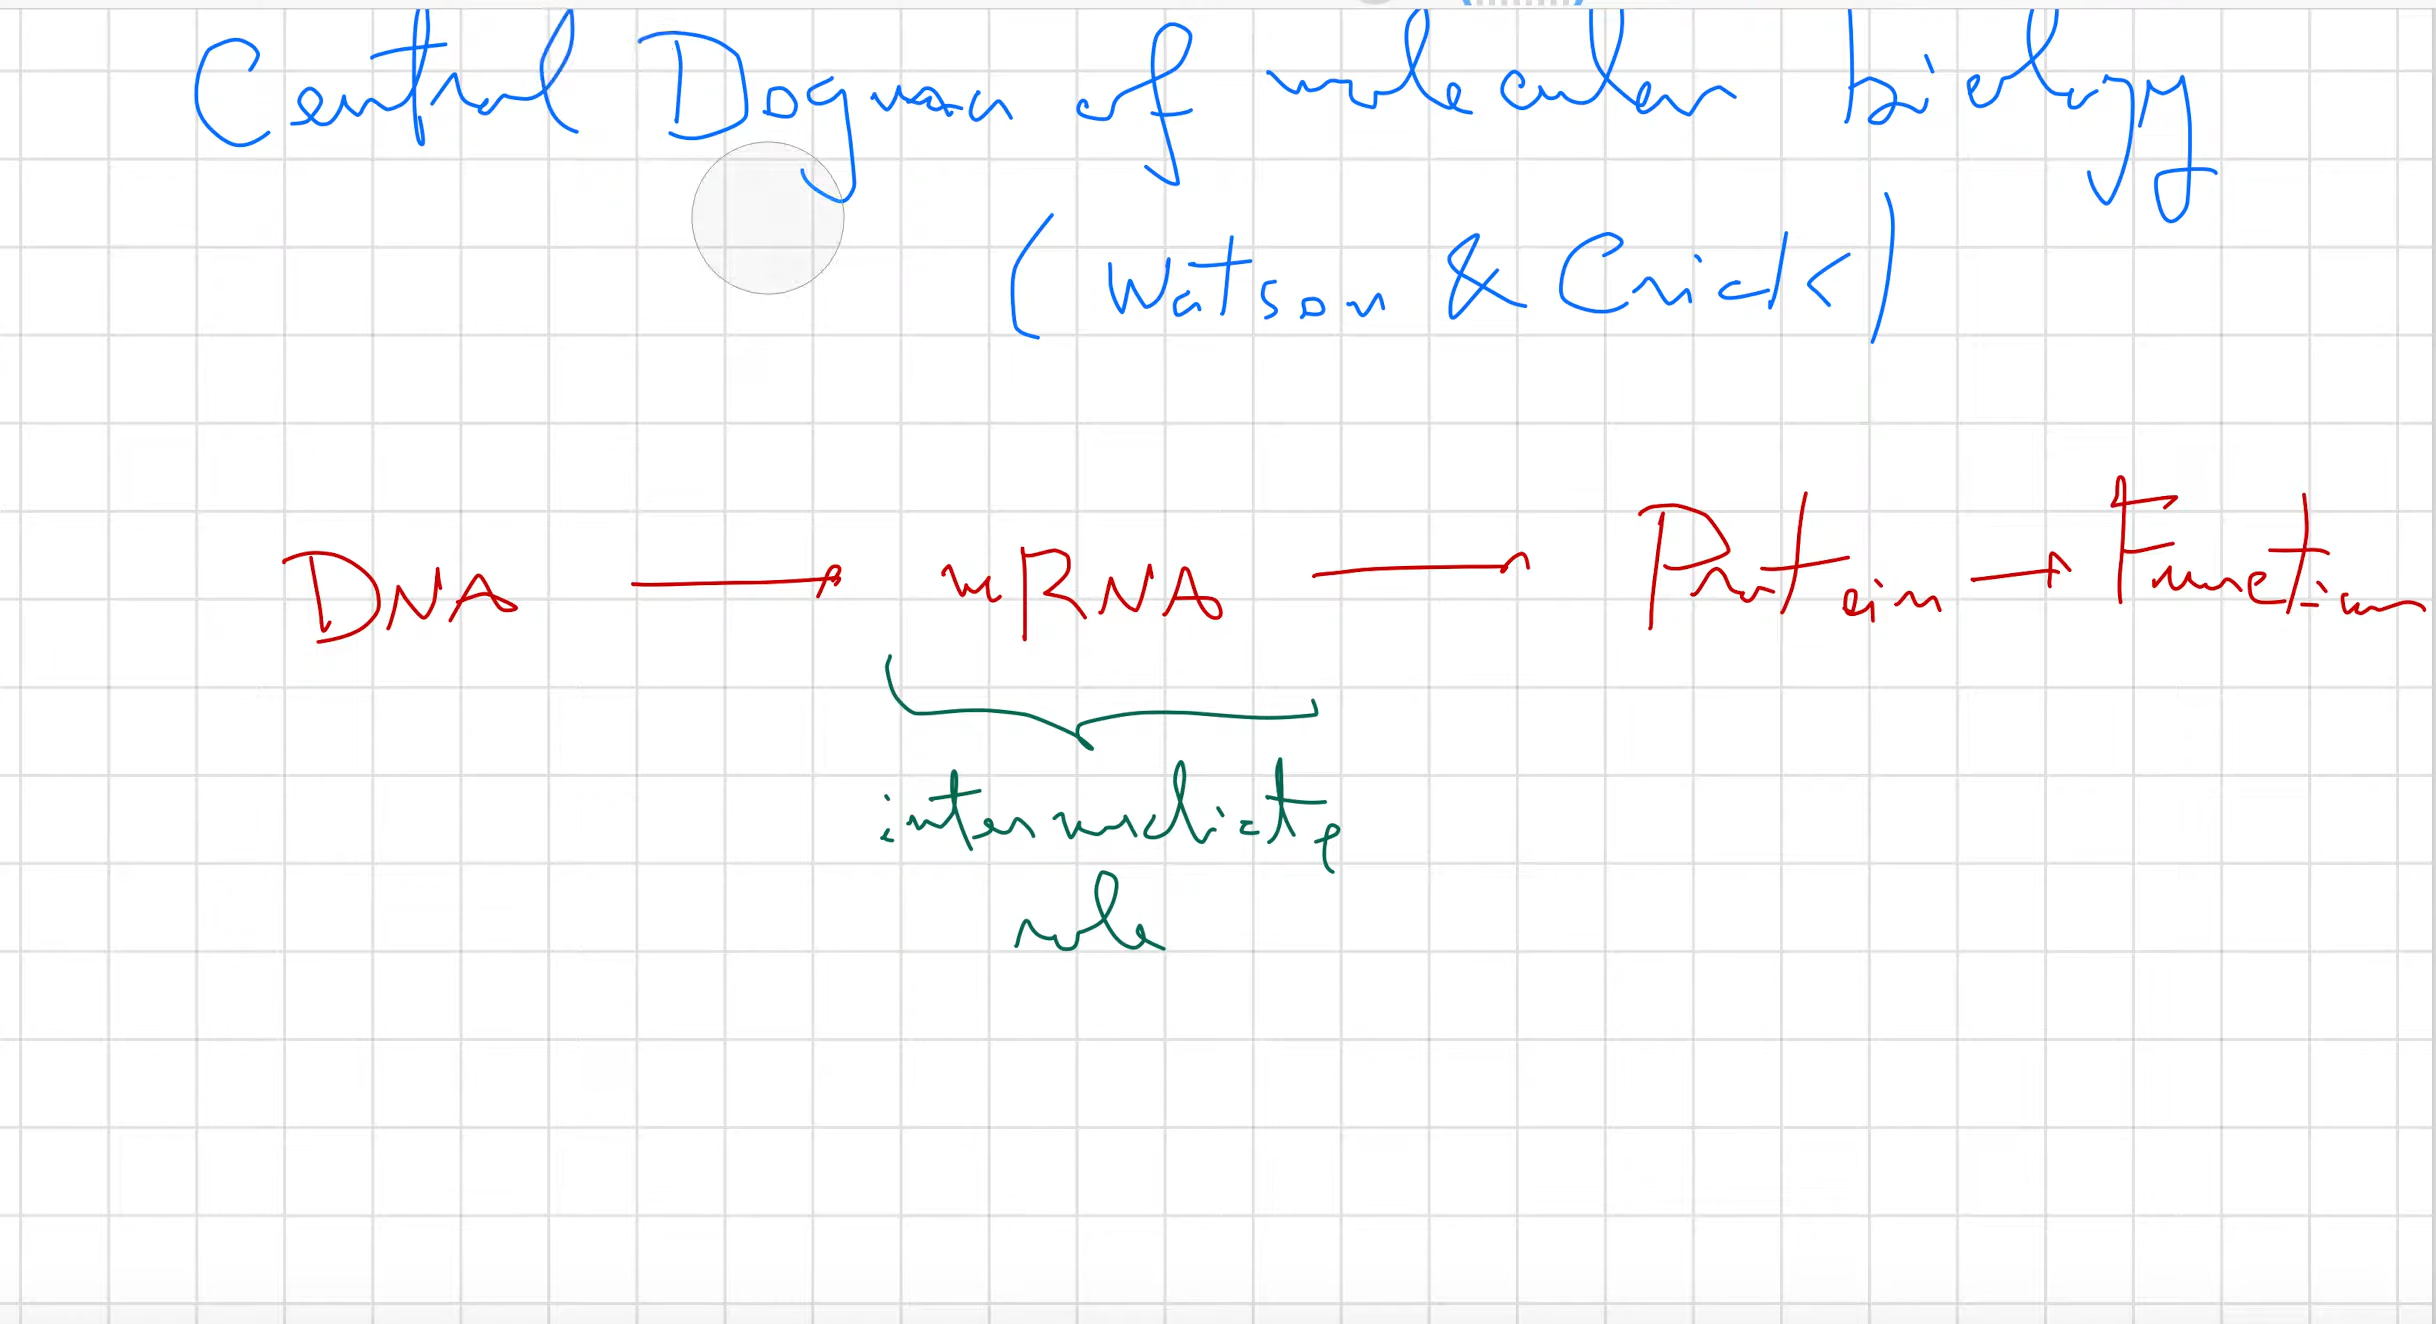 Central Dogma of molecular biology
(Watson & Crick)
DNA → mRNA → Protein → Function
intermediate
role